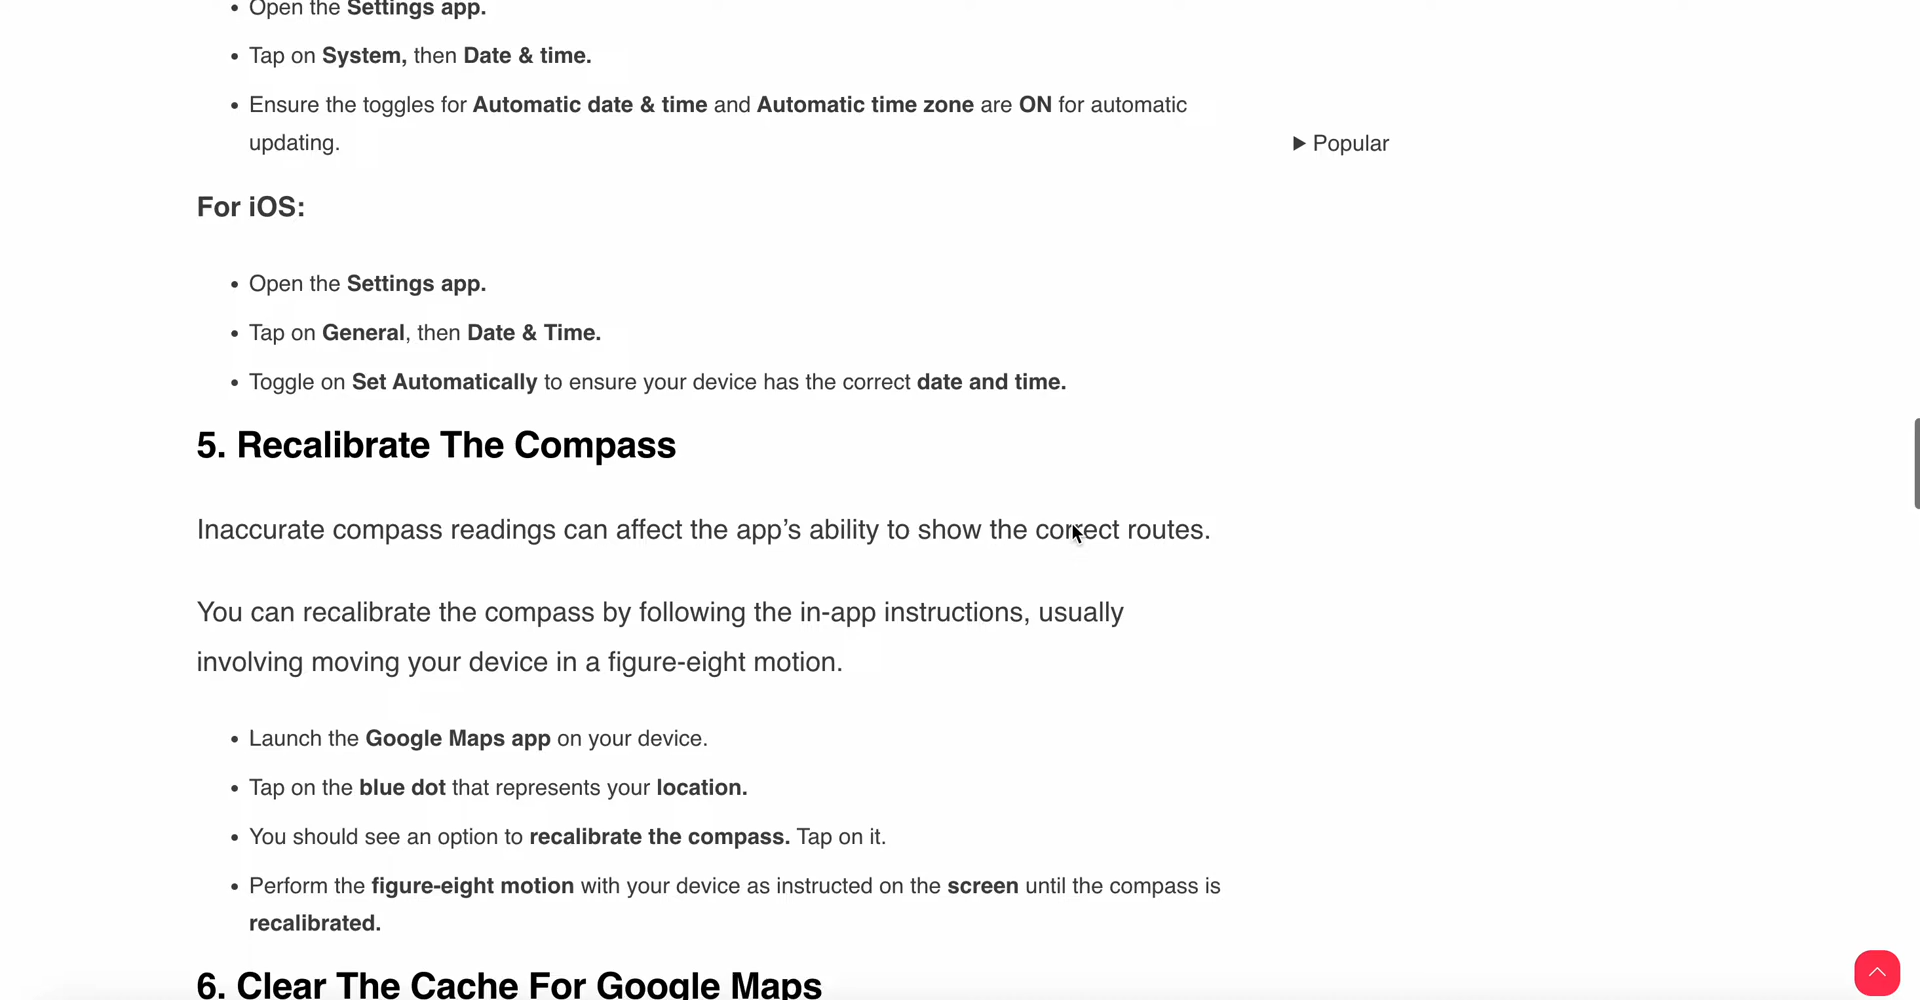 Open the Settings app.
Tap on System, then Date & time.
Ensure the toggles for Automatic date & time and Automatic time zone are ON for automatic
updating.
▶ Popular
For iOS:
Open the Settings app.
Tap on General, then Date & Time.
Toggle on Set Automatically to ensure your device has the correct date and time.
5. Recalibrate The Compass
Inaccurate compass readings can affect the app’s ability to show the correct routes.
You can recalibrate the compass by following the in-app instructions, usually
involving moving your device in a figure-eight motion.
Launch the Google Maps app on your device.
Tap on the blue dot that represents your location.
You should see an option to recalibrate the compass. Tap on it.
Perform the figure-eight motion with your device as instructed on the screen until the compass is
recalibrated.
6. Clear The Cache For Google Maps